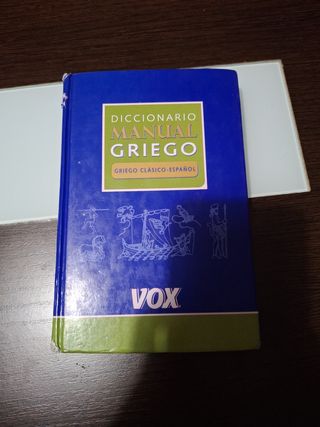 DICCIONARIO
MANUAL
GRIEGO
GRIEGO CLÁSICO-ESPAÑOL
VOX